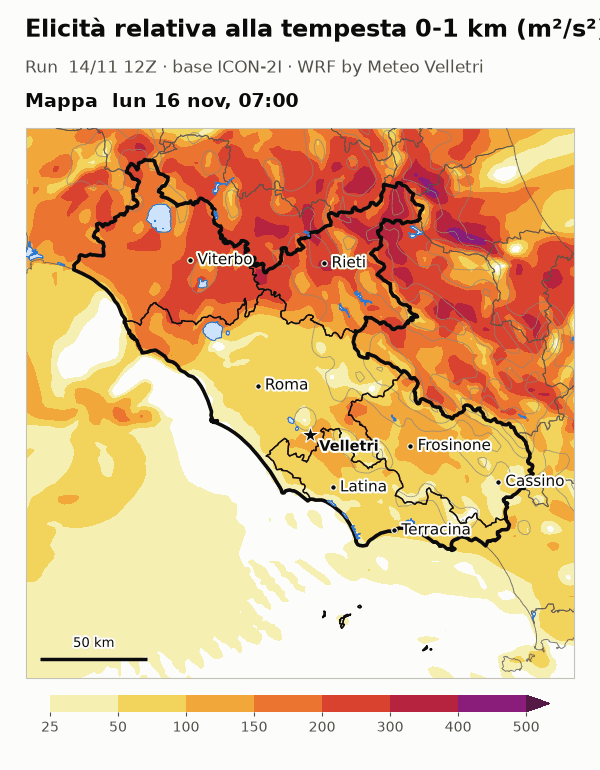 Elicità relativa alla tempesta 0-1 km (m²/s²)
Run 14/11 12Z · base ICON-2I · WRF by Meteo Velletri
Mappa lun 16 nov, 07:00
Viterbo
Rieti
Roma
Velletri
Frosinone
Cassino
Latina
Terracina
50 km
25 50 100 150 200 300 400 500